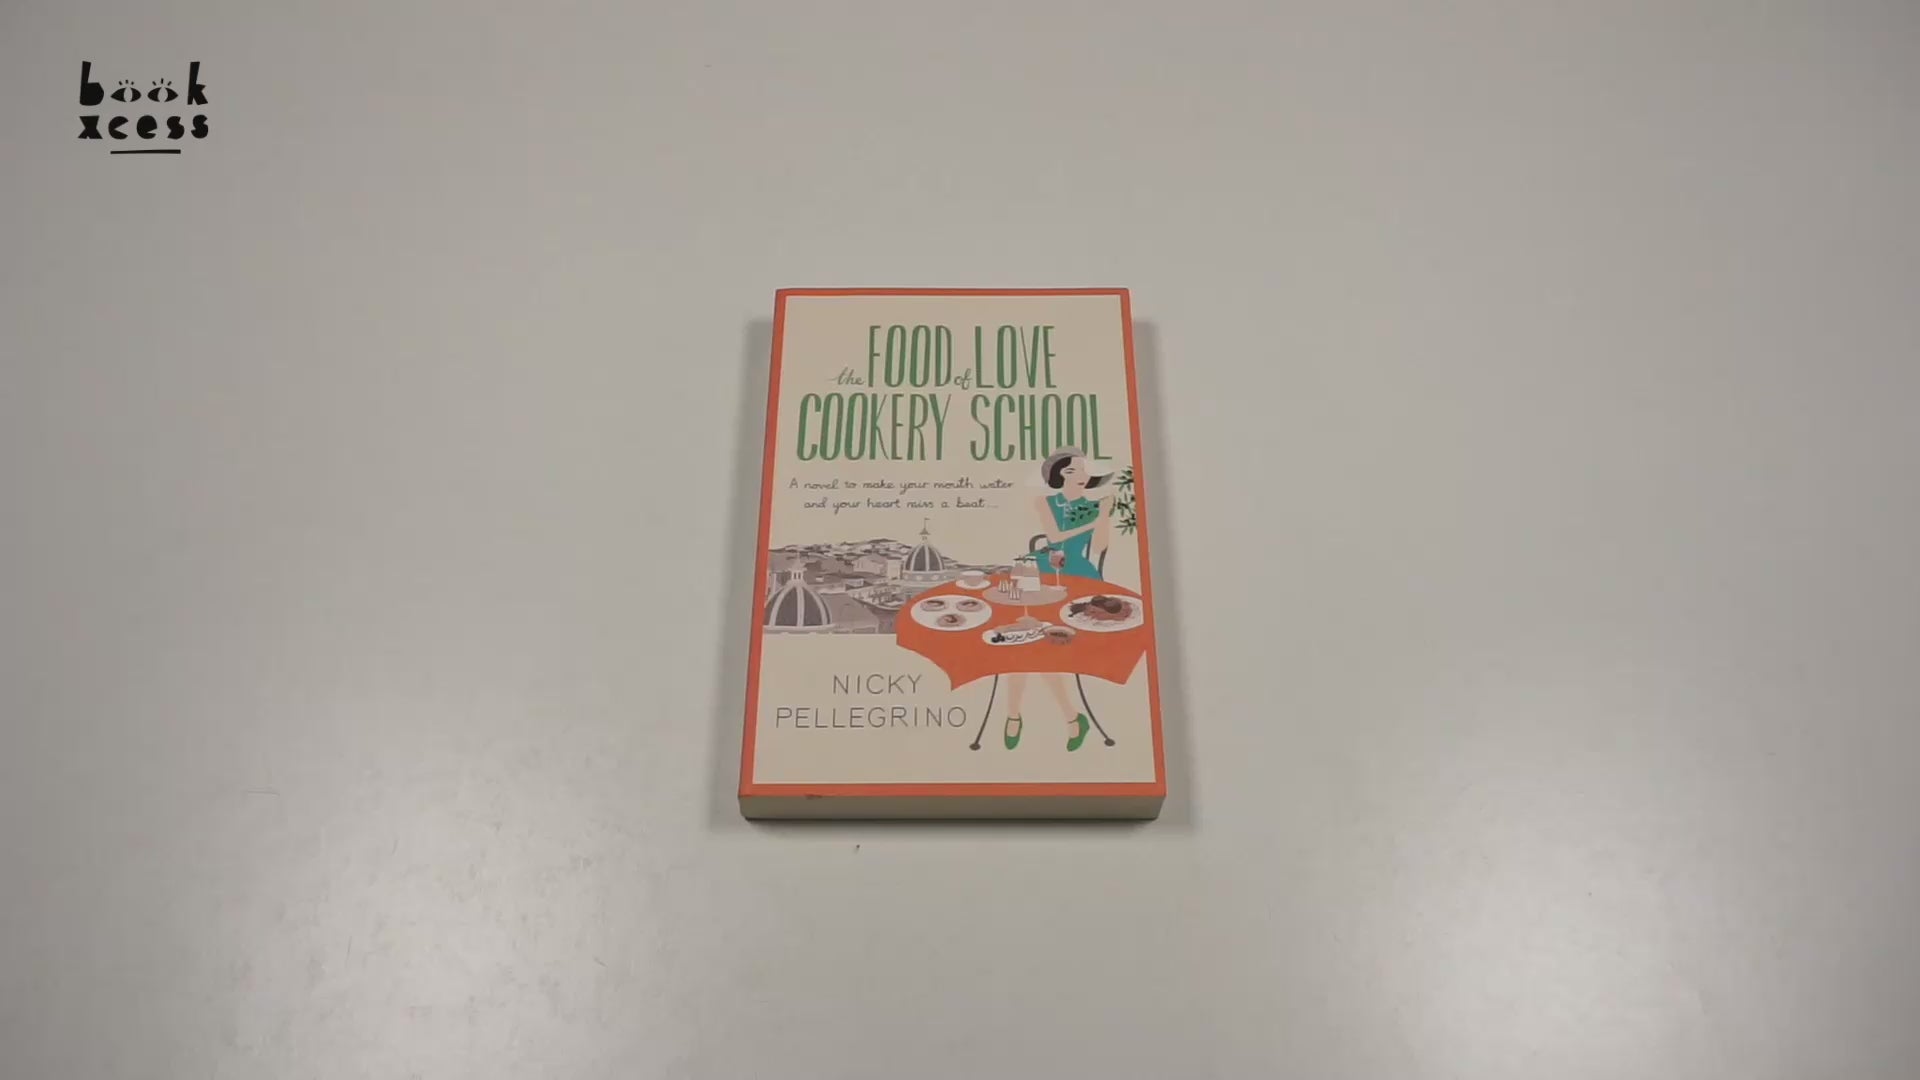 book
xcess
the FOOD of LOVE
COOKERY SCHOOL
A novel to make your mouth water
and your heart miss a beat...
NICKY
PELLEGRINO